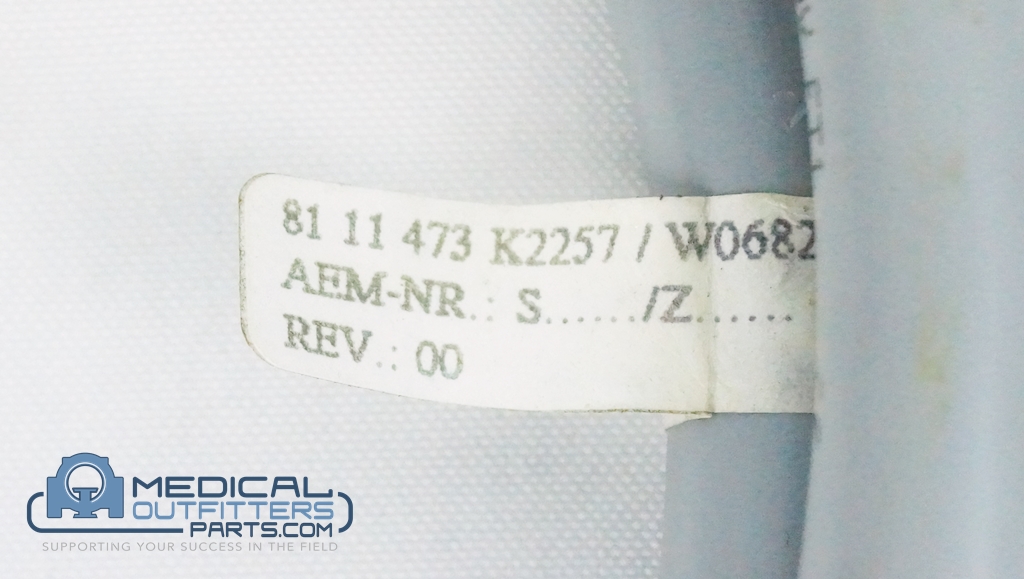 81 11 473 K2257 / W0682
AEM-NR.: S....../Z......
REV.: 00
MEDICAL
OUTFITTERS
PARTS.COM
SUPPORTING YOUR SUCCESS IN THE FIELD